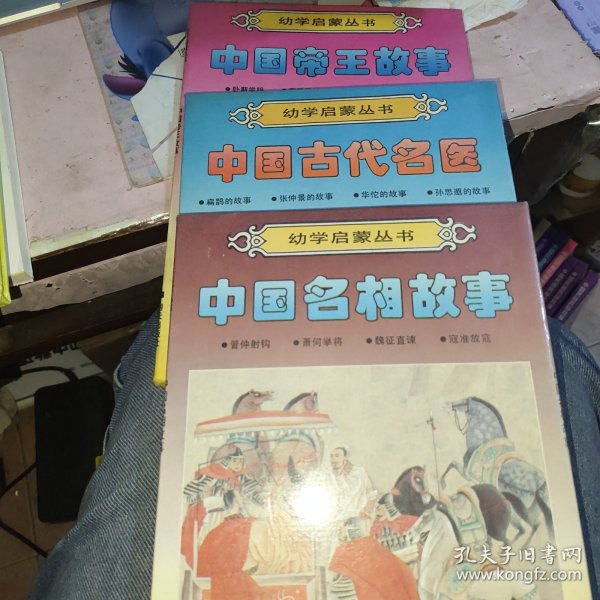 幼学启蒙丛书
中国帝王故事
幼学启蒙丛书
中国古代名医
●扁鹊的故事 ●张仲景的故事 ●华佗的故事 ●孙思邈的故事
幼学启蒙丛书
中国名相故事
●管仲射钩 ●萧何举将 ●魏征直谏 ●寇准放寇
孔夫子旧书网
www.kongfz.com